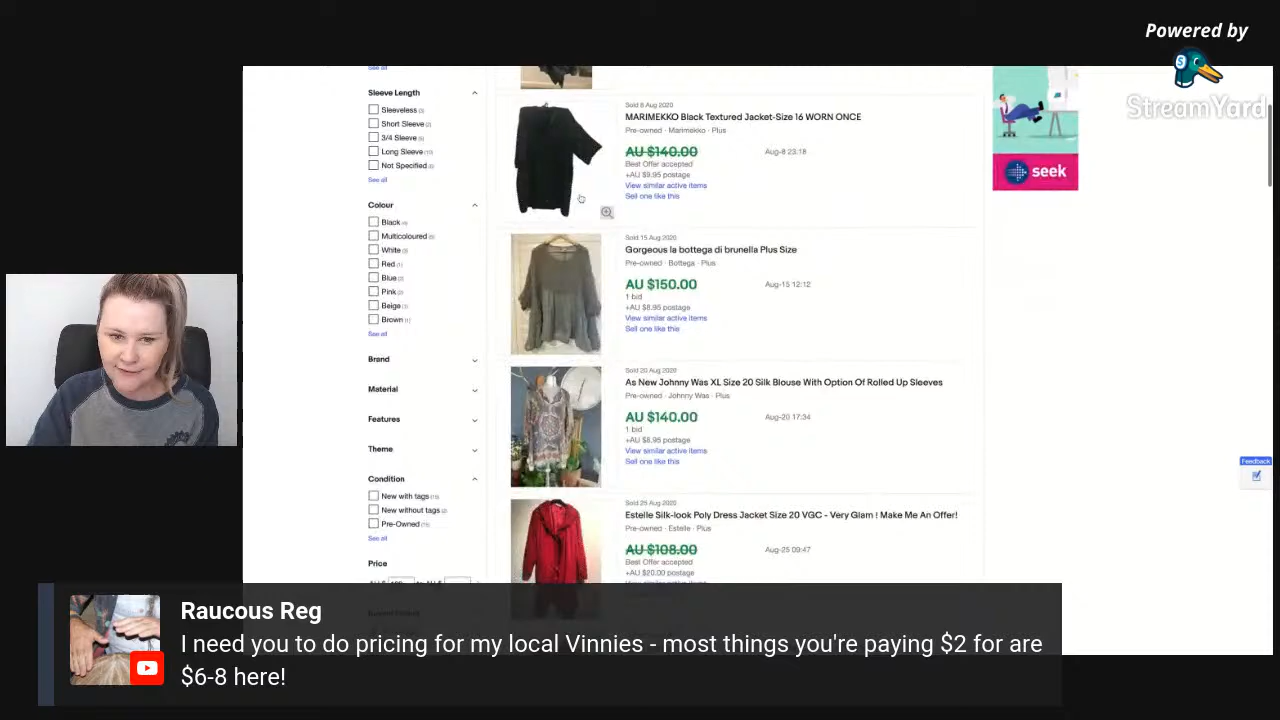 Powered by
StreamYard
See all
Sleeve Length
Sleeveless (3)
Short Sleeve (2)
3/4 Sleeve
Long Sleeve
Not Specified
See all
Colour
Black
Multicoloured
White
Red (1)
Blue
Pink
Beige
Brown (1)
See all
Brand
Material
Features
Theme
Condition
New with tags
New without tags
Pre-Owned
See all
Price
Sold 8 Aug 2020
MARIMEKKO Black Textured Jacket-Size 16 WORN ONCE
Pre-owned · Marimekko · Plus
AU $140.00 Aug-8 23:18
Best Offer accepted
+AU $9.95 postage
View similar active items
Sell one like this
Sold 15 Aug 2020
Gorgeous la bottega di brunella Plus Size
Pre-owned · Bottega · Plus
AU $150.00 Aug-15 12:12
1 bid
+AU $8.95 postage
View similar active items
Sell one like this
Sold 20 Aug 2020
As New Johnny Was XL Size 20 Silk Blouse With Option Of Rolled Up Sleeves
Pre-owned · Johnny Was · Plus
AU $140.00 Aug-20 17:34
1 bid
+AU $8.95 postage
View similar active items
Sell one like this
Sold 25 Aug 2020
Estelle Silk-look Poly Dress Jacket Size 20 VGC - Very Glam ! Make Me An Offer!
Pre-owned · Estelle · Plus
AU $108.00 Aug-25 09:47
Best Offer accepted
+AU $20.00 postage
seek
Feedback
Raucous Reg
I need you to do pricing for my local Vinnies - most things you're paying $2 for are
$6-8 here!